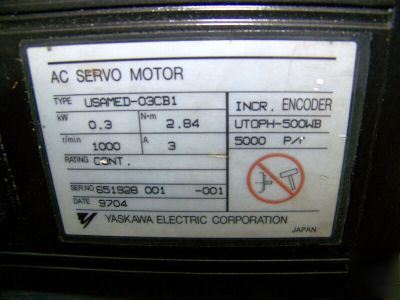 AC SERVO MOTOR
TYPE USAMED-03CB1
kW 0.3 N·m 2.84
r/min 1000 A 3
RATING CONT.
SER.NO 651928 001 -001
DATE 9704
INCR. ENCODER
UTOPH-500WB
5000 P/r
YASKAWA ELECTRIC CORPORATION
JAPAN